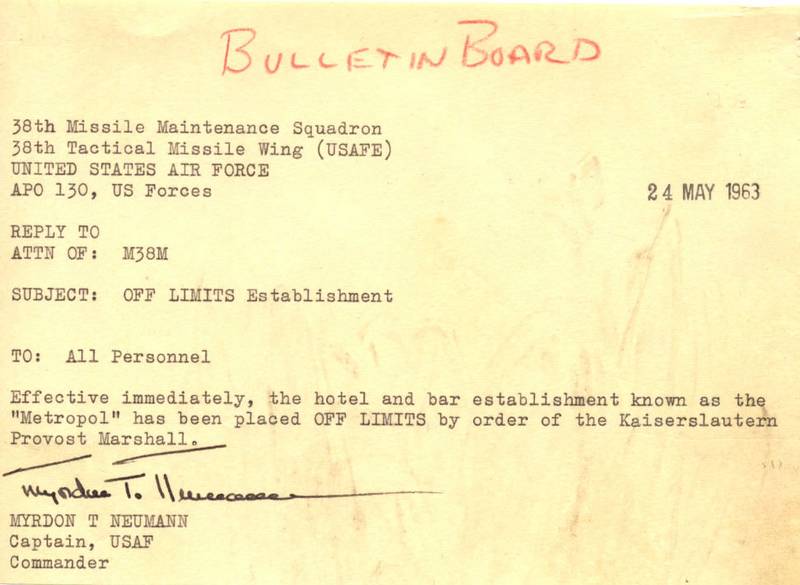 BULLETIN BOARD
38th Missile Maintenance Squadron
38th Tactical Missile Wing (USAFE)
UNITED STATES AIR FORCE
APO 130, US Forces
24 MAY 1963
REPLY TO
ATTN OF: M38M
SUBJECT: OFF LIMITS Establishment
TO: All Personnel
Effective immediately, the hotel and bar establishment known as the
"Metropol" has been placed OFF LIMITS by order of the Kaiserslautern
Provost Marshall.
Myrdon T. Neumann
MYRDON T NEUMANN
Captain, USAF
Commander